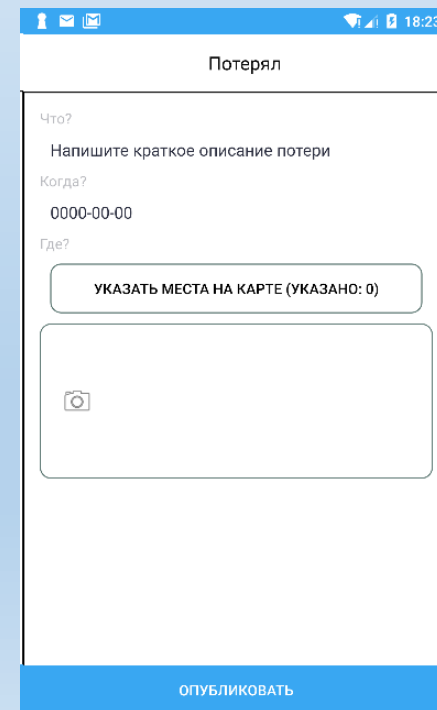 18:23
Потерял
Что?
Напишите краткое описание потери
Когда?
0000-00-00
Где?
УКАЗАТЬ МЕСТА НА КАРТЕ (УКАЗАНО: 0)
ОПУБЛИКОВАТЬ